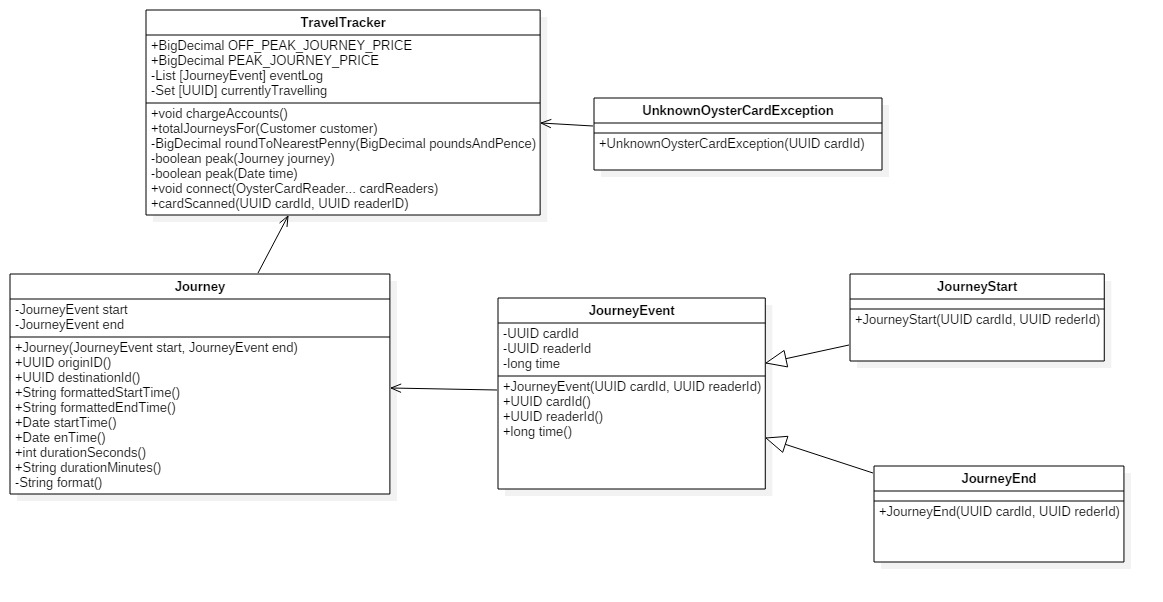 TravelTracker
+BigDecimal OFF_PEAK_JOURNEY_PRICE
+BigDecimal PEAK_JOURNEY_PRICE
-List [JourneyEvent] eventLog
-Set [UUID] currentlyTravelling
+void chargeAccounts()
+totalJourneysFor(Customer customer)
-BigDecimal roundToNearestPenny(BigDecimal poundsAndPence)
-boolean peak(Journey journey)
-boolean peak(Date time)
+void connect(OysterCardReader... cardReaders)
+cardScanned(UUID cardId, UUID readerID)
UnknownOysterCardException
+UnknownOysterCardException(UUID cardId)
Journey
-JourneyEvent start
-JourneyEvent end
+Journey(JourneyEvent start, JourneyEvent end)
+UUID originID()
+UUID destinationId()
+String formattedStartTime()
+String formattedEndTime()
+Date startTime()
+Date enTime()
+int durationSeconds()
+String durationMinutes()
-String format()
JourneyEvent
-UUID cardId
-UUID readerId
-long time
+JourneyEvent(UUID cardId, UUID readerId)
+UUID cardId()
+UUID readerId()
+long time()
JourneyStart
+JourneyStart(UUID cardId, UUID rederId)
JourneyEnd
+JourneyEnd(UUID cardId, UUID rederId)